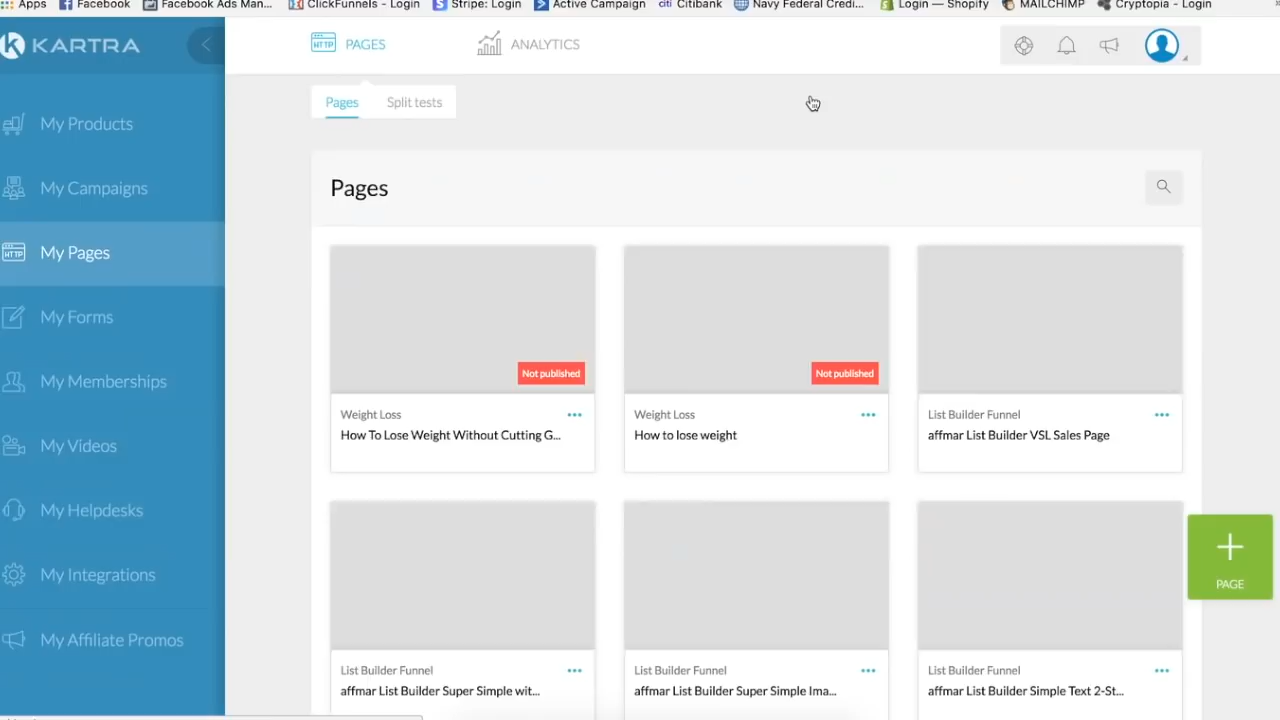 Apps Facebook Facebook Ads Man... ClickFunnels - Login Stripe: Login Active Campaign citi Citibank Navy Federal Credi... Login — Shopify MAILCHIMP Cryptopia - Login
KARTRA
HTTP PAGES
ANALYTICS
Pages Split tests
My Products
My Campaigns
HTTP My Pages
My Forms
My Memberships
My Videos
My Helpdesks
My Integrations
My Affiliate Promos
Pages
Not published
Weight Loss
How To Lose Weight Without Cutting G...
Not published
Weight Loss
How to lose weight
List Builder Funnel
affmar List Builder VSL Sales Page
List Builder Funnel
affmar List Builder Super Simple wit...
List Builder Funnel
affmar List Builder Super Simple Ima...
List Builder Funnel
affmar List Builder Simple Text 2-St...
+
PAGE